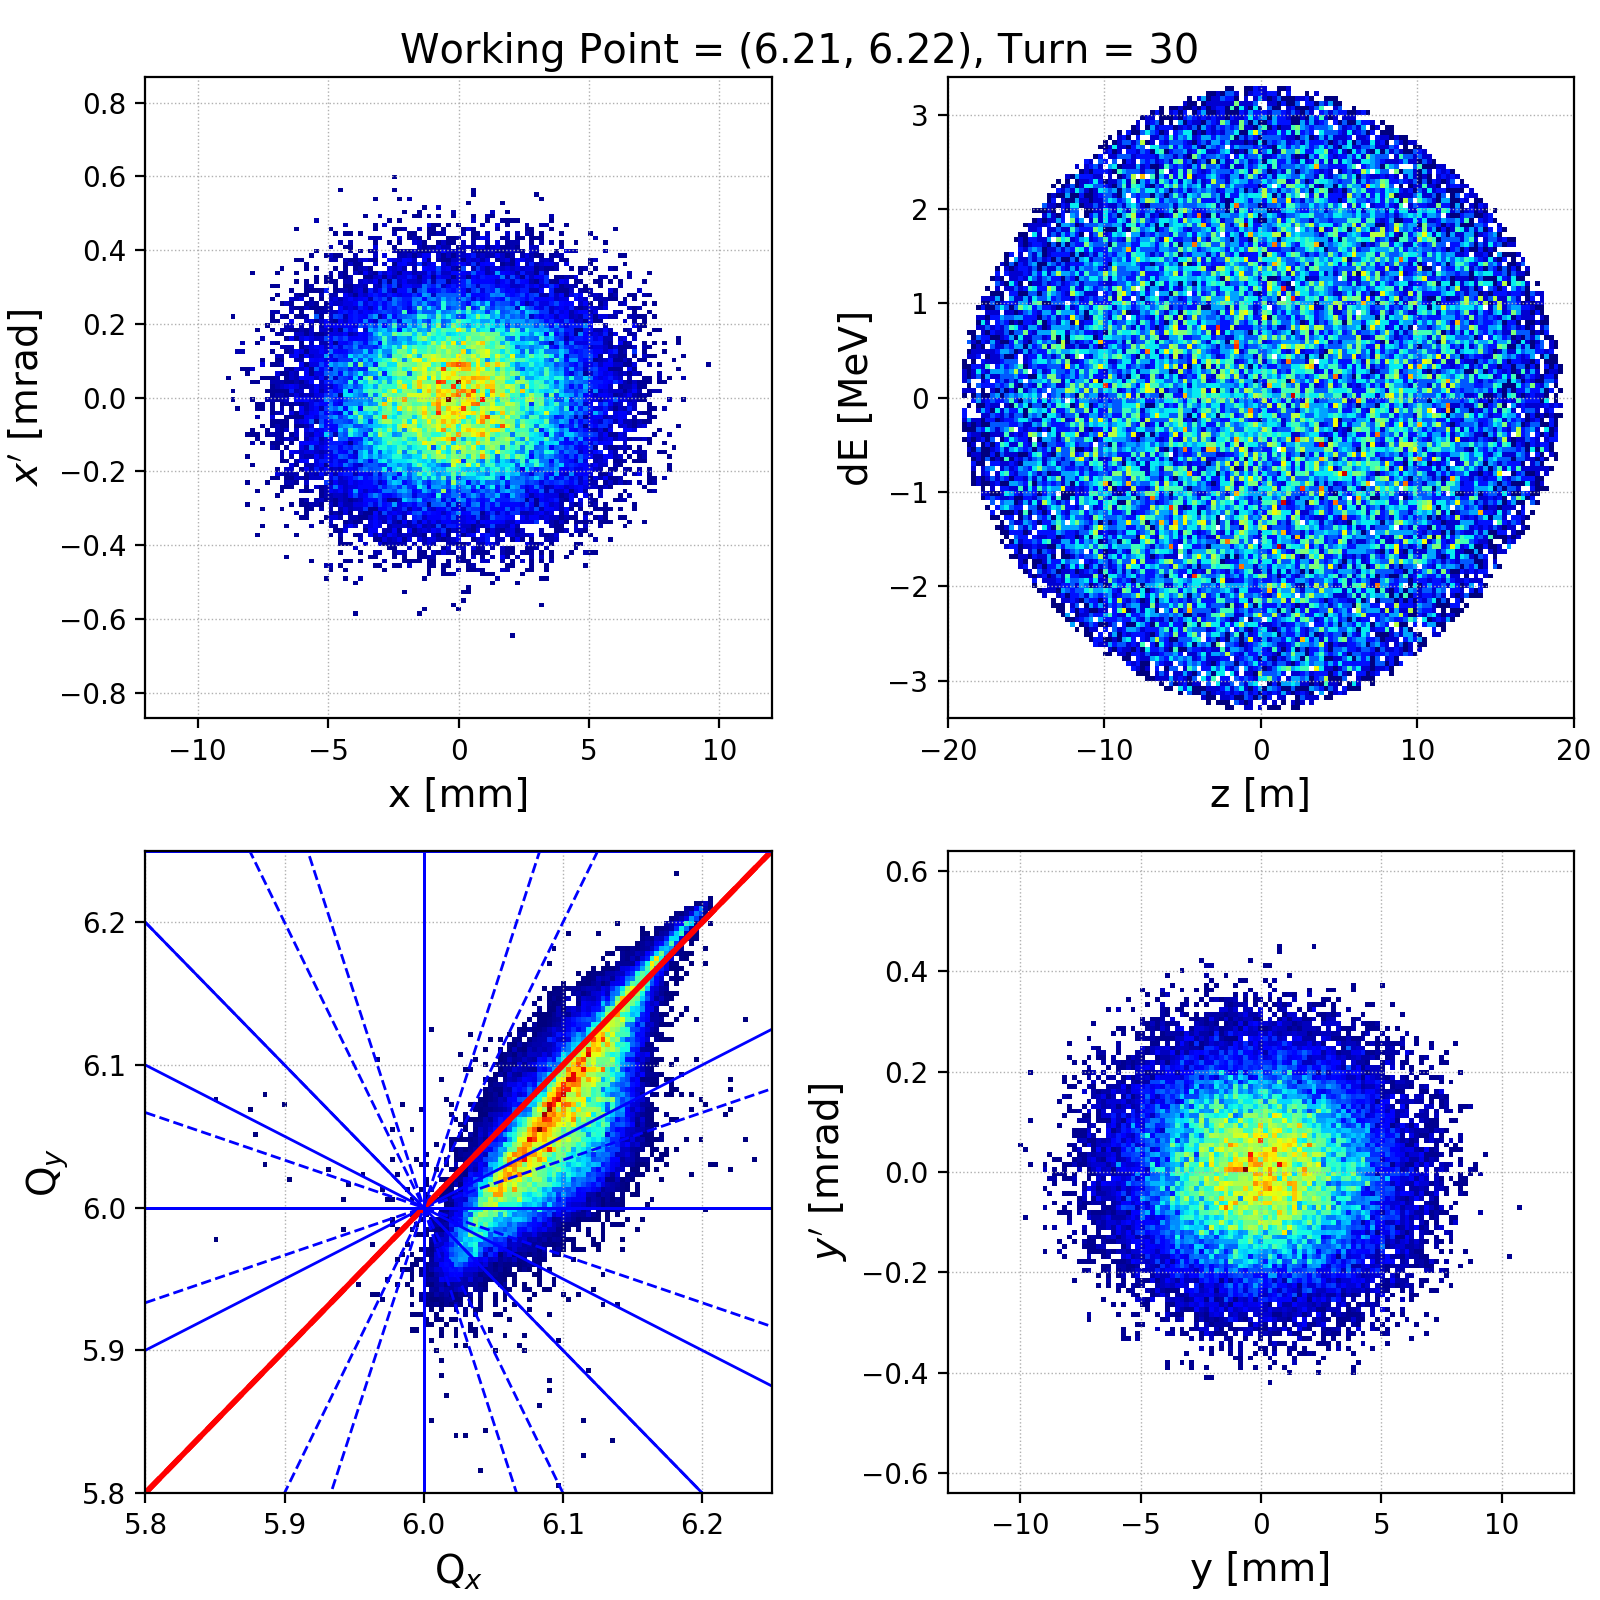 Working Point = (6.21, 6.22), Turn = 30
0.8
0.6
0.4
0.2
0.0
−0.2
−0.4
−0.6
−0.8
x′ [mrad]
−10 −5 0 5 10
x [mm]
3
2
1
0
−1
−2
−3
dE [MeV]
−20 −10 0 10 20
z [m]
6.2
6.1
6.0
5.9
5.8
Qy
5.8 5.9 6.0 6.1 6.2
Qx
0.6
0.4
0.2
0.0
−0.2
−0.4
−0.6
y′ [mrad]
−10 −5 0 5 10
y [mm]